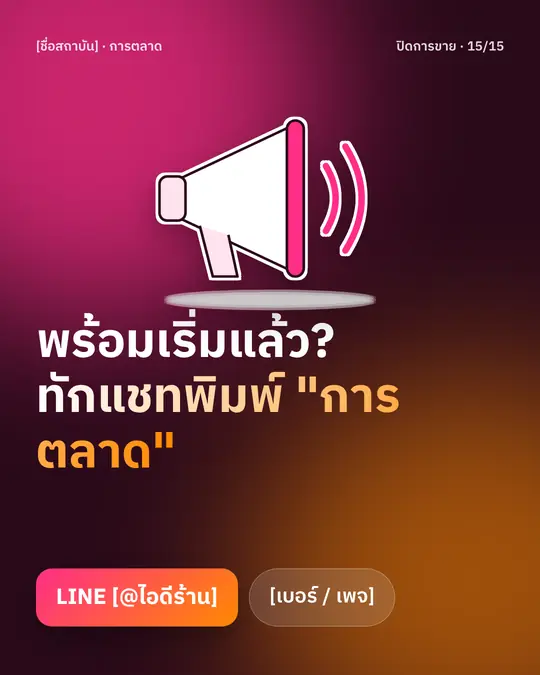 [ชื่อสถาบัน] · การตลาด
ปิดการขาย · 15/15
พร้อมเริ่มแล้ว?
ทักแชทพิมพ์ "การ
ตลาด"
LINE [@ไอดีร้าน]
[เบอร์ / เพจ]